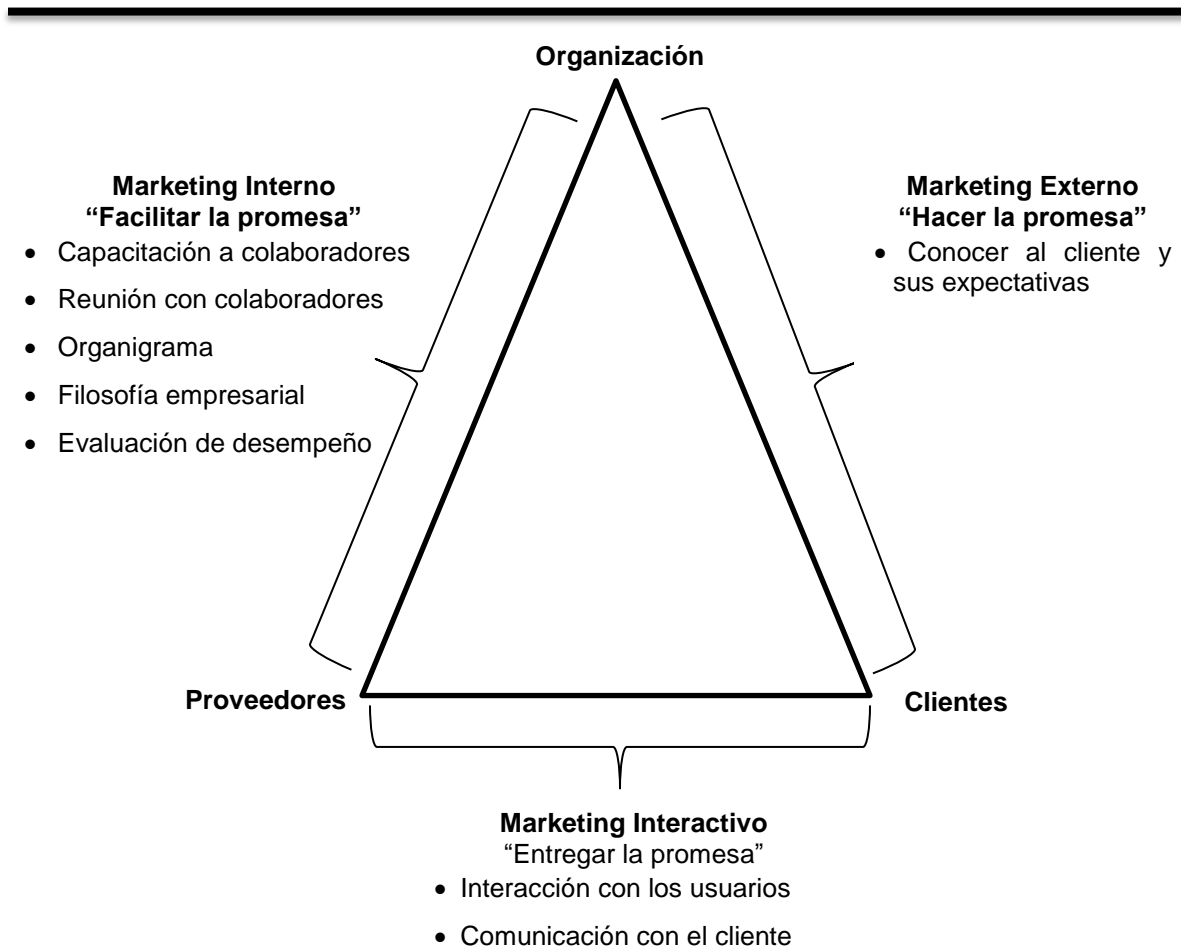 Organización
Marketing Interno
“Facilitar la promesa”
• Capacitación a colaboradores
• Reunión con colaboradores
• Organigrama
• Filosofía empresarial
• Evaluación de desempeño
Marketing Externo
“Hacer la promesa”
• Conocer al cliente y
sus expectativas
Proveedores
Clientes
Marketing Interactivo
“Entregar la promesa”
• Interacción con los usuarios
• Comunicación con el cliente